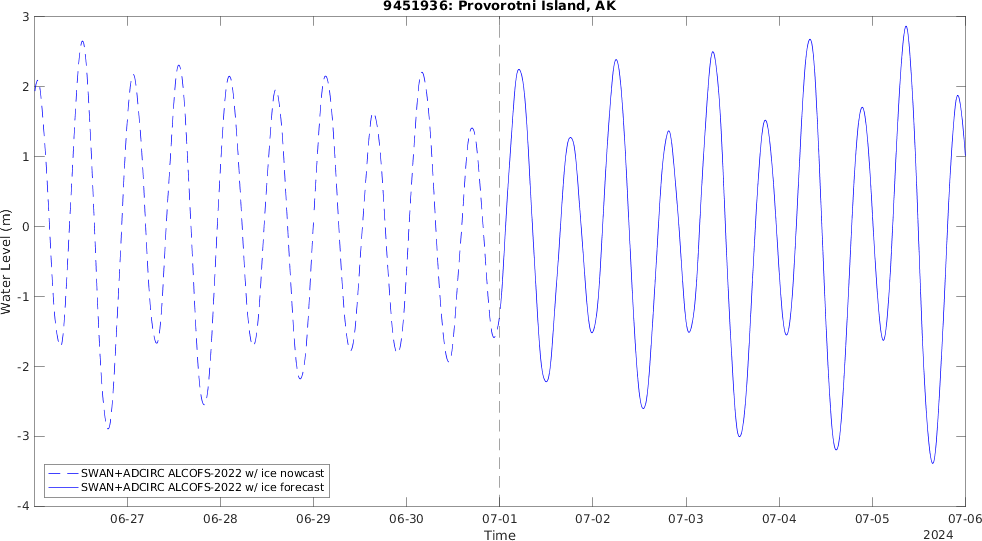 9451936: Provorotni Island, AK
3
2
1
0
-1
-2
-3
-4
Water Level (m)
SWAN+ADCIRC ALCOFS-2022 w/ ice nowcast
SWAN+ADCIRC ALCOFS-2022 w/ ice forecast
06-27 06-28 06-29 06-30 07-01 07-02 07-03 07-04 07-05 07-06
Time
2024